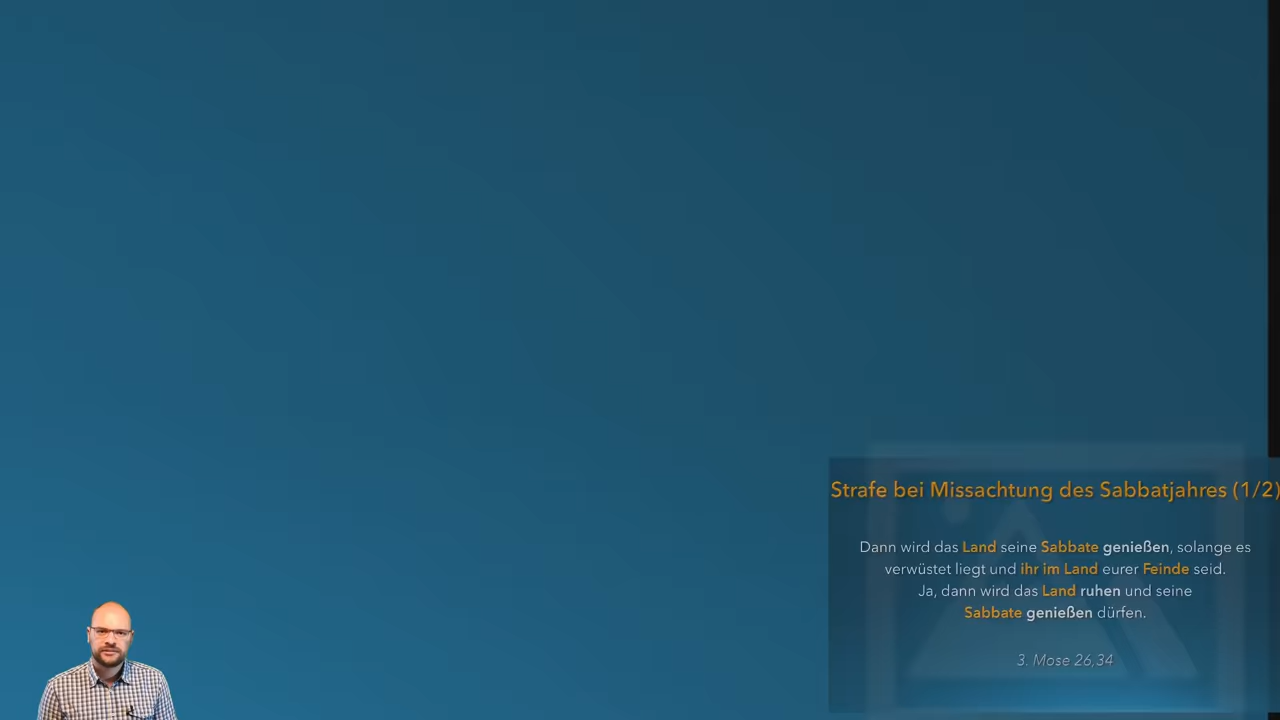 Strafe bei Missachtung des Sabbatjahres (1/2)
Dann wird das Land seine Sabbate genießen, solange es
verwüstet liegt und ihr im Land eurer Feinde seid.
Ja, dann wird das Land ruhen und seine
Sabbate genießen dürfen.
3. Mose 26,34